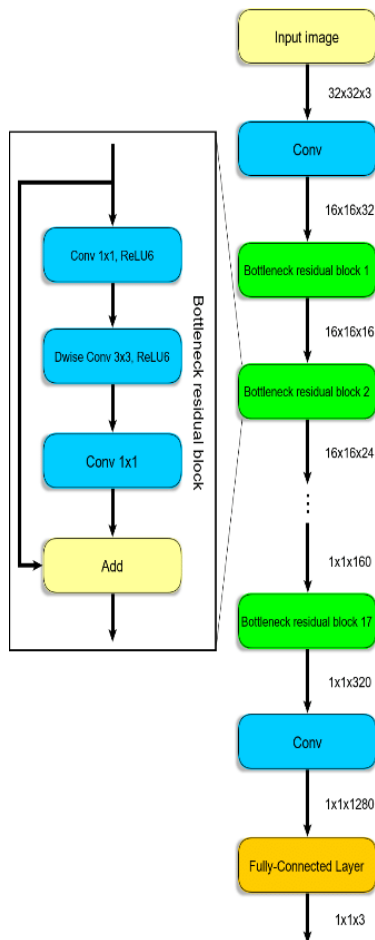 Input image
32x32x3
Conv
16x16x32
Bottleneck residual block 1
16x16x16
Bottleneck residual block 2
16x16x24
1x1x160
Bottleneck residual block 17
1x1x320
Conv
1x1x1280
Fully-Connected Layer
1x1x3
Conv 1x1, ReLU6
Dwise Conv 3x3, ReLU6
Conv 1x1
Add
Bottleneck residual block